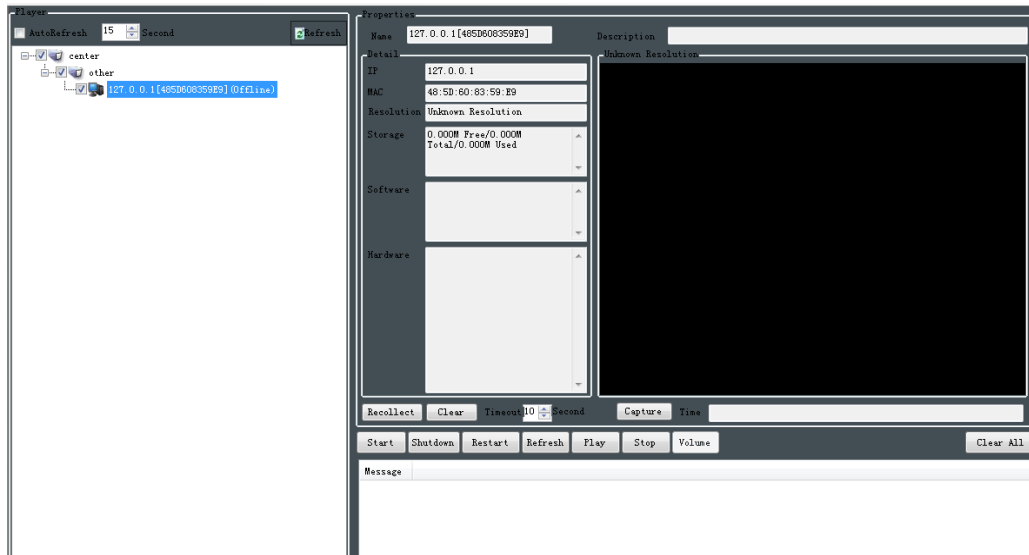 Player
AutoRefresh 15 Second Refresh
center
other
127.0.0.1[485D608359E9](Offline)
Properties
Name 127.0.0.1[485D608359E9] Description
Detail
IP 127.0.0.1
MAC 48:5D:60:83:59:E9
Resolution Unknown Resolution
Storage 0.000M Free/0.000M
Total/0.000M Used
Software
Hardware
Unknown Resolution
Recollect Clear Timeout 10 Second Capture Time
Start Shutdown Restart Refresh Play Stop Volume Clear All
Message